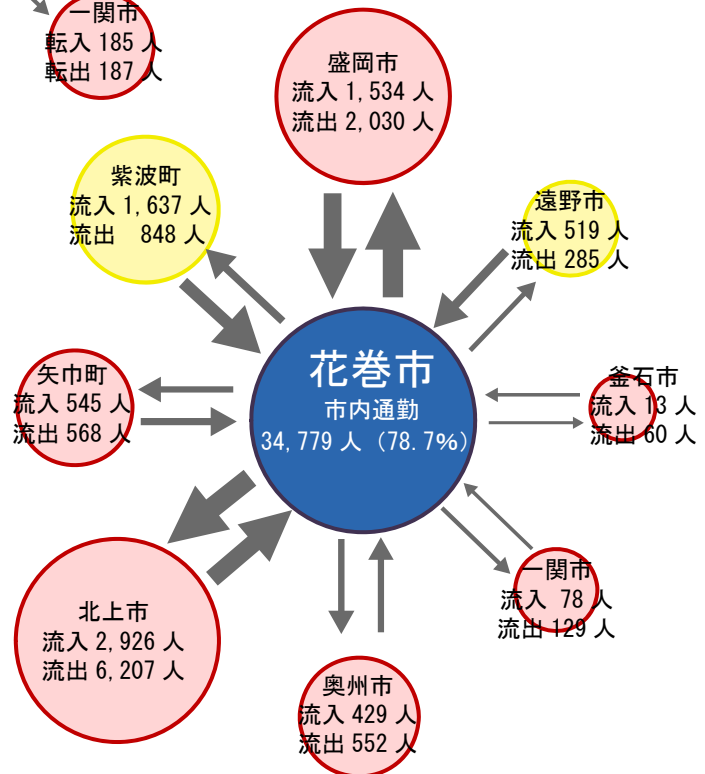 一関市
転入 185 人
転出 187 人
盛岡市
流入 1,534 人
流出 2,030 人
紫波町
流入 1,637 人
流出 848 人
遠野市
流入 519 人
流出 285 人
花巻市
市内通勤
34,779 人（78.7%）
矢巾町
流入 545 人
流出 568 人
釜石市
流入 13 人
流出 60 人
北上市
流入 2,926 人
流出 6,207 人
一関市
流入 78 人
流出 129 人
奥州市
流入 429 人
流出 552 人